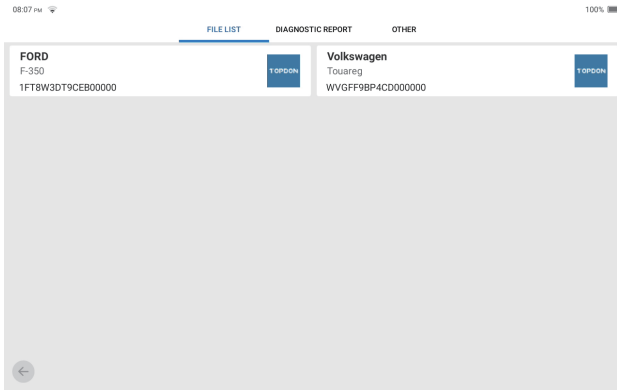 08:07 PM
100%
FILE LIST
DIAGNOSTIC REPORT
OTHER
FORD
F-350
1FT8W3DT9CEB00000
TOPDON
Volkswagen
Touareg
WVGFF9BP4CD000000
TOPDON